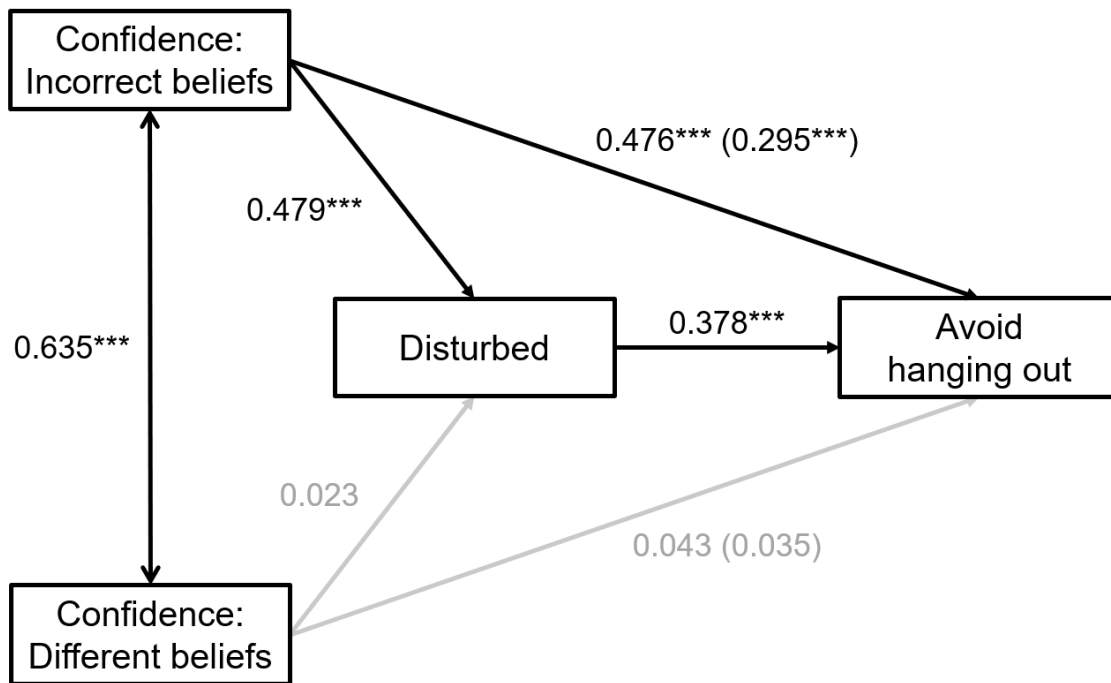 Confidence:
Incorrect beliefs
0.476*** (0.295***)
0.479***
0.635***
Disturbed
0.378***
Avoid
hanging out
0.023
0.043 (0.035)
Confidence:
Different beliefs